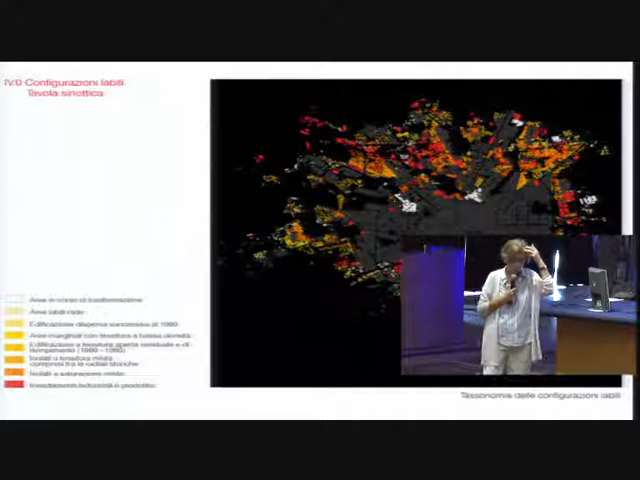 IV.0 Configurazioni labili
Tavola sinottica
Aree in corso di trasformazione
Aree labili rade
Edificazione dispersa successiva al 1980
Aree marginali con tessitura a bassa densità
Edificazione a tessitura aperta residuale e di
riempimento (1960 - 1980)
Isolati a tessitura mista
compresi tra le radiali storiche
Isolati a saturazione mista
Insediamenti industriali e produttivi
Tassonomia delle configurazioni labili